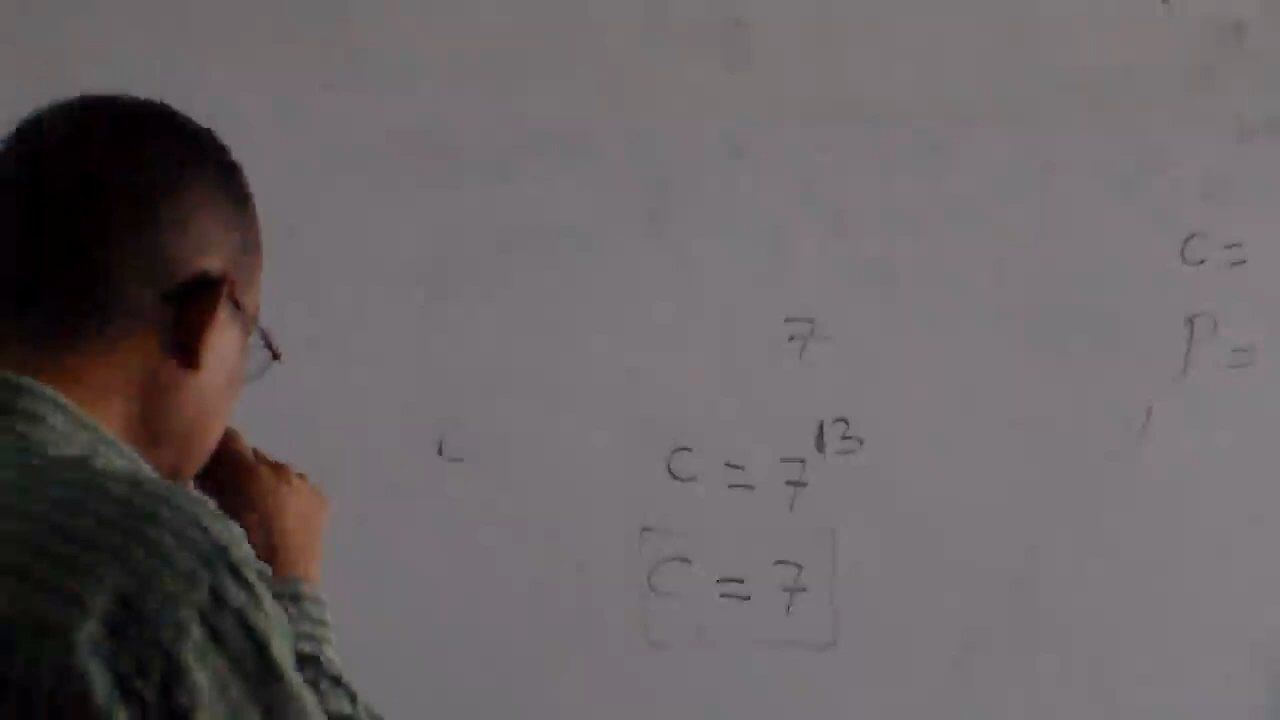 7
C = 7^13
C = 7
C =
P =